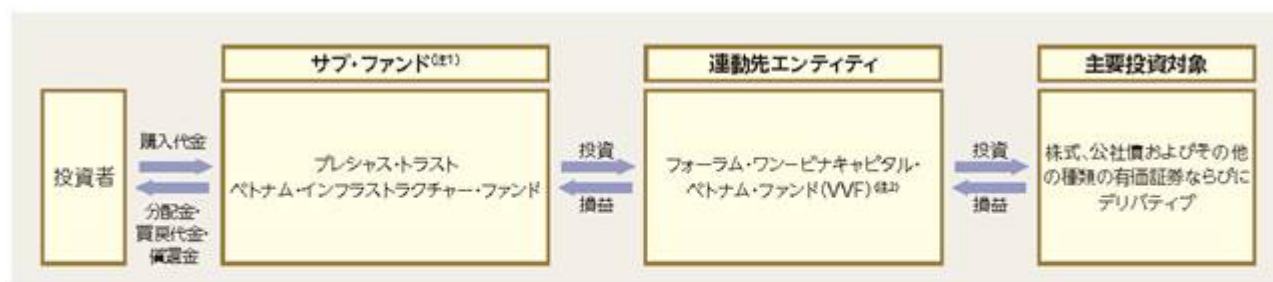 サブ・ファンド(注1)
連動先エンティティ
主要投資対象
投資者
購入代金
分配金・
買戻代金・
償還金
プレシャス・トラスト
ベトナム・インフラストラクチャー・ファンド
投資
損益
フォーラム・ワン－ビナキャピタル・
ベトナム・ファンド(VVF)(注2)
投資
損益
株式、公社債およびその他
の種類の有価証券ならびに
デリバティブ